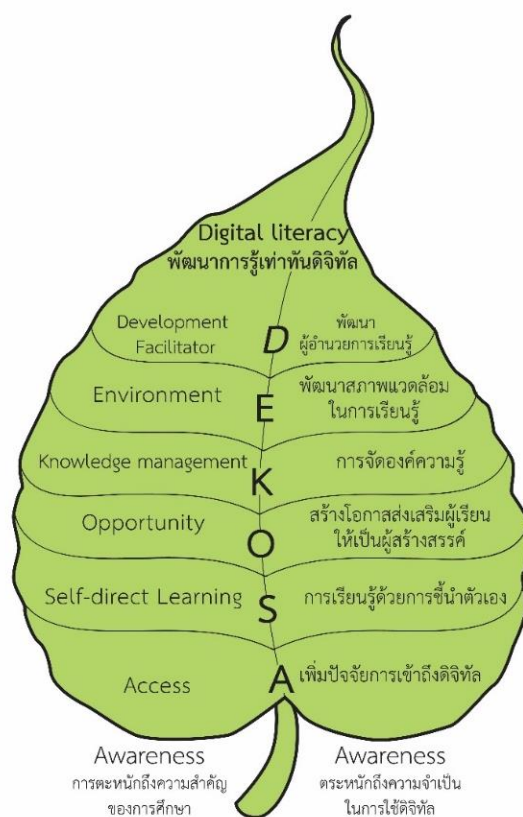 Digital literacy
พัฒนาการรู้เท่าทันดิจิทัล
Development
Facilitator
D
พัฒนา
ผู้อำนวยการเรียนรู้
Environment
E
พัฒนาสภาพแวดล้อม
ในการเรียนรู้
Knowledge management
K
การจัดองค์ความรู้
Opportunity
O
สร้างโอกาสส่งเสริมผู้เรียน
ให้เป็นผู้สร้างสรรค์
Self-direct Learning
S
การเรียนรู้ด้วยการชี้นำตัวเอง
Access
A
เพิ่มปัจจัยการเข้าถึงดิจิทัล
Awareness
การตะหนักถึงความสำคัญ
ของการศึกษา
Awareness
ตระหนักถึงความจำเป็น
ในการใช้ดิจิทัล